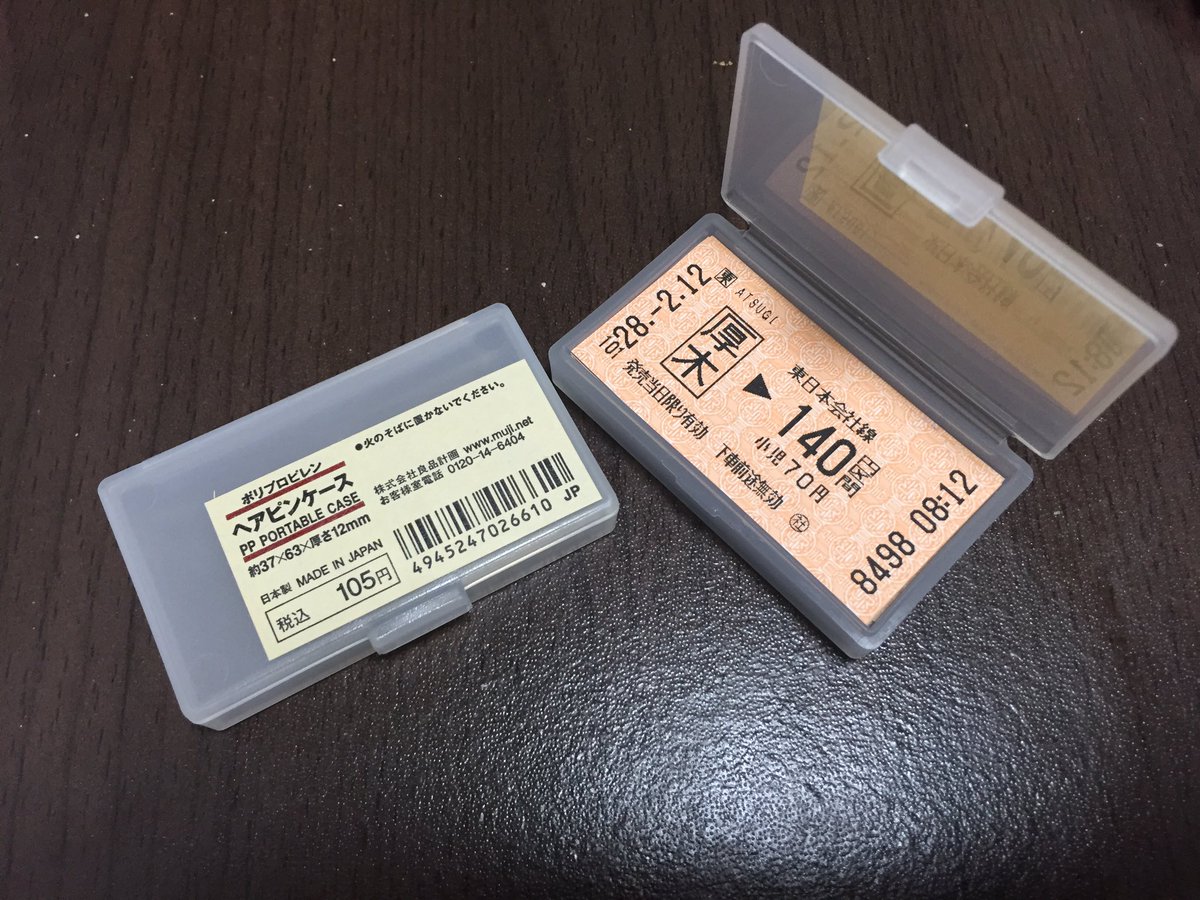 ●火のそばに置かないでください。
ポリプロピレン
ヘアピンケース
PP PORTABLE CASE
約37×63×厚さ12mm
日本製 MADE IN JAPAN
税込 105円
株式会社良品計画 www.muji.net
お客様室電話 0120-14-6404
4945247026610 JP
28.-2.12 東 ATSUGI
101
厚木
▶
東日本会社線
140円区間
小児 70円
発売当日限り有効 下車前途無効 社
8498 08:12